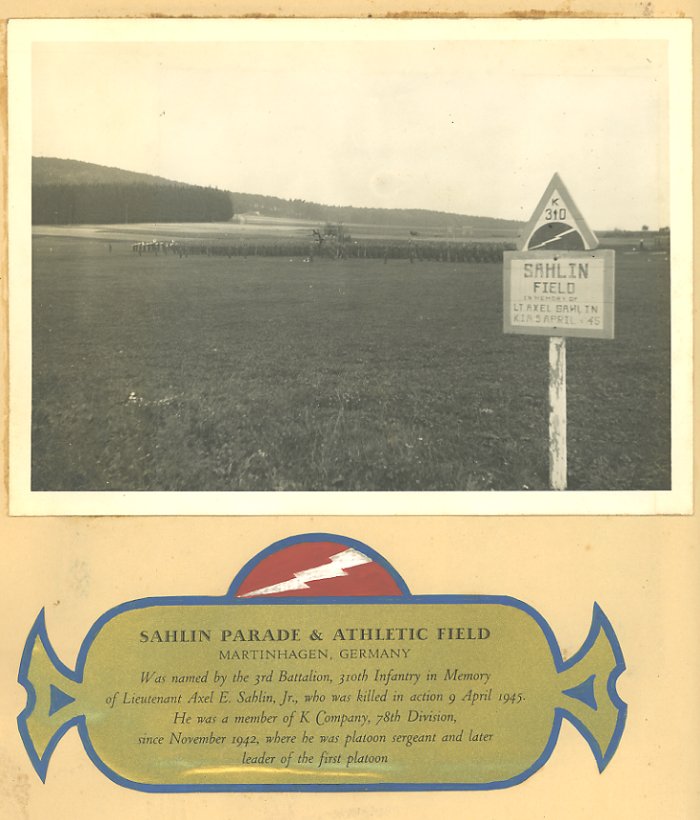 K
310
SAHLIN
FIELD
IN MEMORY OF
LT AXEL SAHLIN
KIA 9 APRIL - 45
SAHLIN PARADE & ATHLETIC FIELD
MARTINHAGEN, GERMANY
Was named by the 3rd Battalion, 310th Infantry in Memory
of Lieutenant Axel E. Sahlin, Jr., who was killed in action 9 April 1945.
He was a member of K Company, 78th Division,
since November 1942, where he was platoon sergeant and later
leader of the first platoon